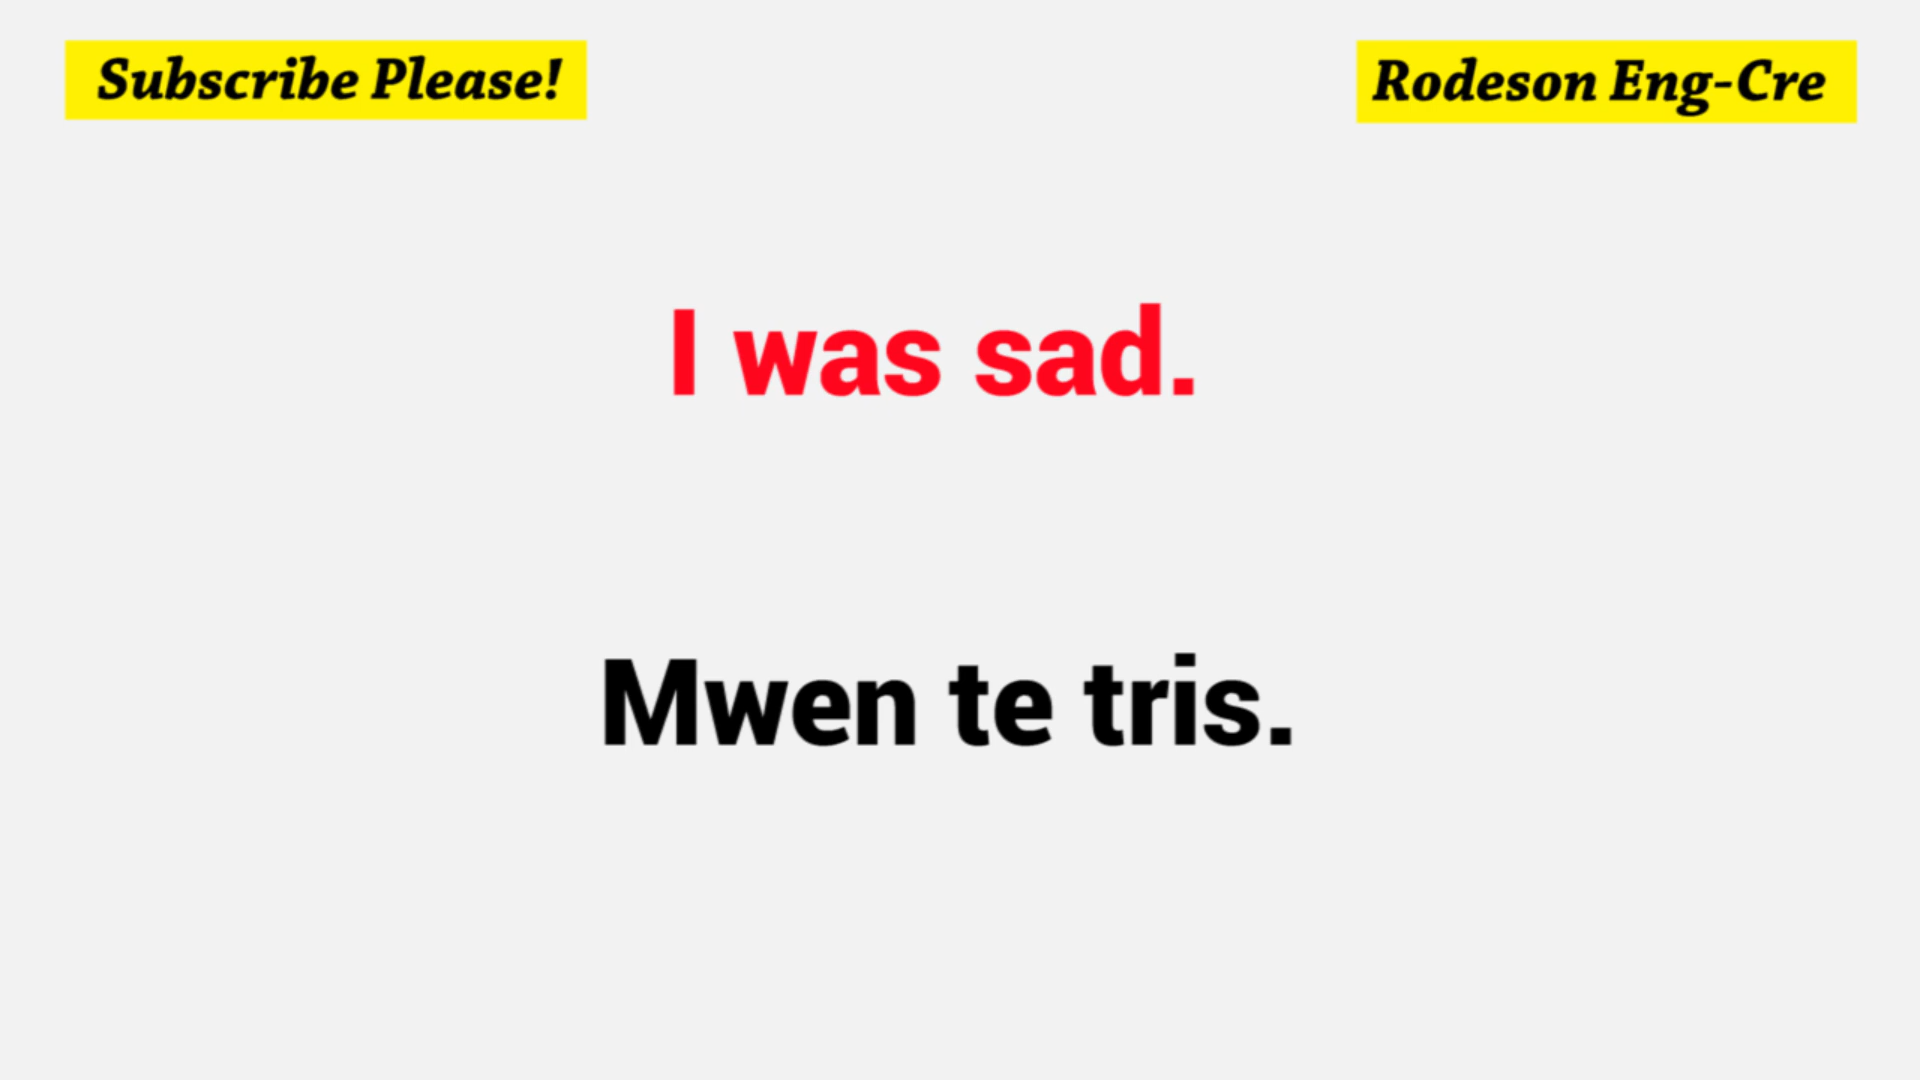 Subscribe Please!
Rodeson Eng-Cre
I was sad.
Mwen te tris.